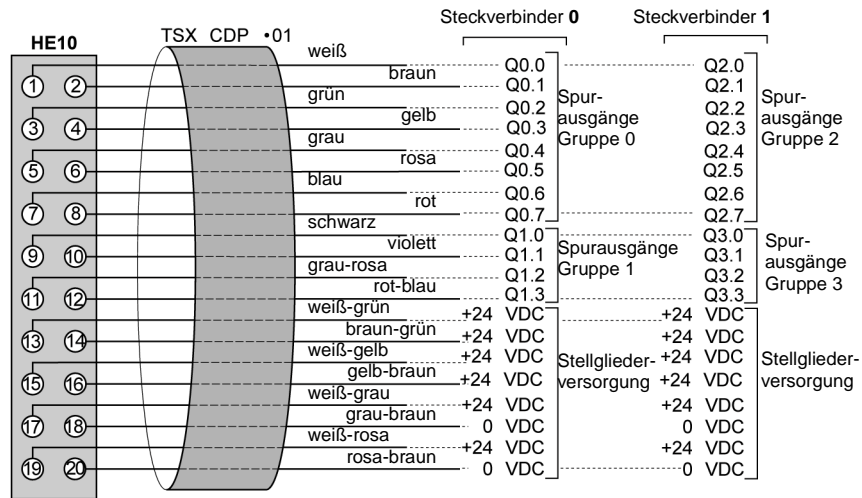 Steckverbinder 0 Steckverbinder 1
HE10 TSX CDP •01
weiß Q0.0 Q2.0
1 2 braun Q0.1 Q2.1
grün Q0.2 Q2.2
3 4 gelb Q0.3 Q2.3
grau Q0.4 Q2.4
5 6 rosa Q0.5 Q2.5
blau Q0.6 Q2.6
7 8 rot Q0.7 Q2.7
Spur-
ausgänge
Gruppe 0
Spur-
ausgänge
Gruppe 2
schwarz Q1.0 Q3.0
9 10 violett Q1.1 Q3.1
grau-rosa Q1.2 Q3.2
11 12 rot-blau Q1.3 Q3.3
Spurausgänge
Gruppe 1
Spur-
ausgänge
Gruppe 3
weiß-grün +24 VDC +24 VDC
13 14 braun-grün +24 VDC +24 VDC
weiß-gelb +24 VDC +24 VDC
15 16 gelb-braun +24 VDC +24 VDC
weiß-grau +24 VDC +24 VDC
17 18 grau-braun 0 VDC 0 VDC
weiß-rosa +24 VDC +24 VDC
19 20 rosa-braun 0 VDC 0 VDC
Stellglieder-
versorgung
Stellglieder-
versorgung